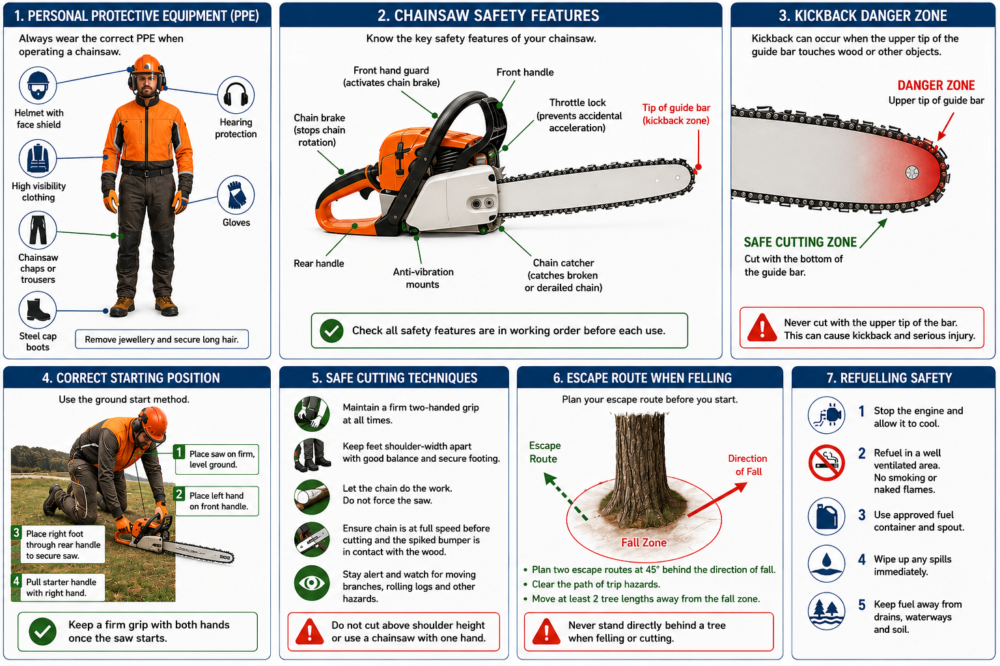 1. PERSONAL PROTECTIVE EQUIPMENT (PPE)
Always wear the correct PPE when
operating a chainsaw.
Helmet with
face shield
Hearing
protection
High visibility
clothing
Gloves
Chainsaw
chaps or
trousers
Steel cap
boots
Remove jewellery and secure long hair.
2. CHAINSAW SAFETY FEATURES
Know the key safety features of your chainsaw.
Front hand guard
(activates chain brake)
Front handle
Chain brake
(stops chain
rotation)
Throttle lock
(prevents accidental
acceleration)
Tip of guide bar
(kickback zone)
Rear handle
Anti-vibration
mounts
Chain catcher
(catches broken
or derailed chain)
Check all safety features are in working order before each use.
3. KICKBACK DANGER ZONE
Kickback can occur when the upper tip of the
guide bar touches wood or other objects.
DANGER ZONE
Upper tip of guide bar
SAFE CUTTING ZONE
Cut with the bottom of
the guide bar.
Never cut with the upper tip of the bar.
This can cause kickback and serious injury.
4. CORRECT STARTING POSITION
Use the ground start method.
1 Place saw on firm,
level ground.
2 Place left hand
on front handle.
3 Place right foot
through rear handle
to secure saw.
4 Pull starter handle
with right hand.
Keep a firm grip with both hands
once the saw starts.
5. SAFE CUTTING TECHNIQUES
Maintain a firm two-handed grip
at all times.
Keep feet shoulder-width apart
with good balance and secure footing.
Let the chain do the work.
Do not force the saw.
Ensure chain is at full speed before
cutting and the spiked bumper is
in contact with the wood.
Stay alert and watch for moving
branches, rolling logs and other
hazards.
Do not cut above shoulder height
or use a chainsaw with one hand.
6. ESCAPE ROUTE WHEN FELLING
Plan your escape route before you start.
Escape
Route
Direction
of Fall
Fall Zone
• Plan two escape routes at 45° behind the direction of fall.
• Clear the path of trip hazards.
• Move at least 2 tree lengths away from the fall zone.
Never stand directly behind a tree
when felling or cutting.
7. REFUELLING SAFETY
1 Stop the engine and
allow it to cool.
2 Refuel in a well
ventilated area.
No smoking or
naked flames.
3 Use approved fuel
container and spout.
4 Wipe up any spills
immediately.
5 Keep fuel away from
drains, waterways
and soil.